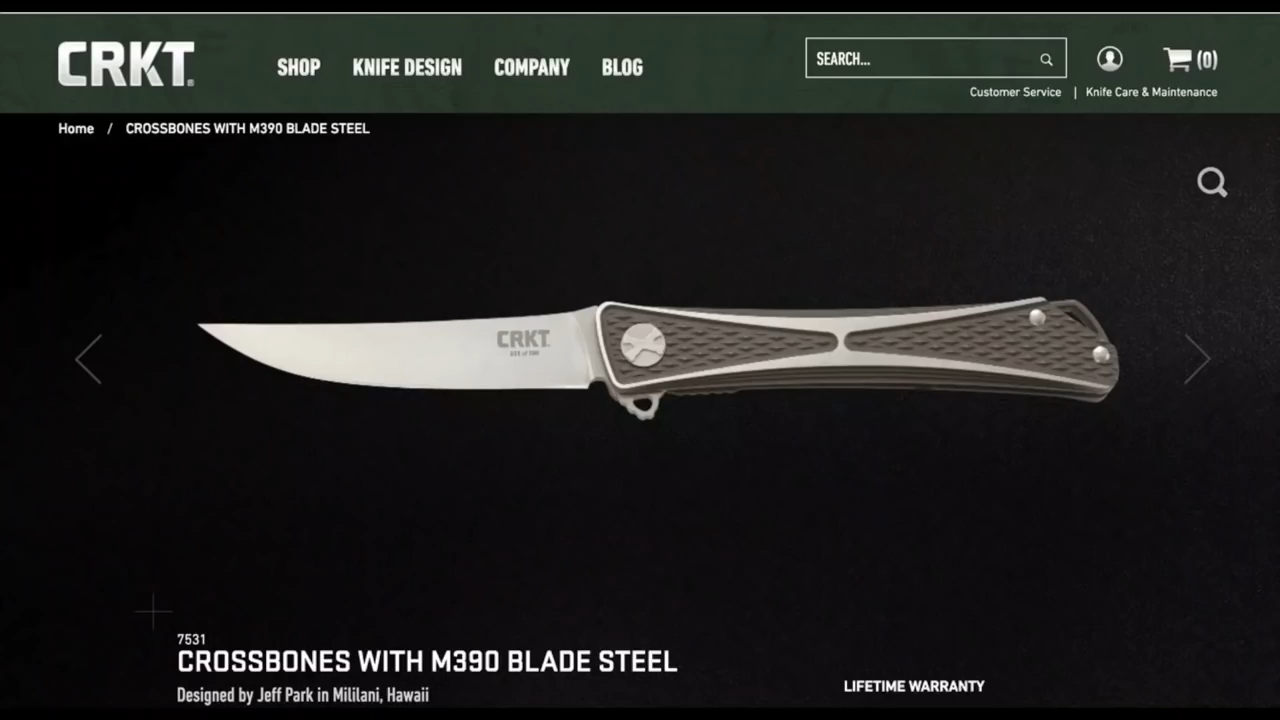 CRKT
SHOP
KNIFE DESIGN
COMPANY
BLOG
SEARCH...
(0)
Customer Service | Knife Care & Maintenance
Home / CROSSBONES WITH M390 BLADE STEEL
CRKT
7531
CROSSBONES WITH M390 BLADE STEEL
Designed by Jeff Park in Mililani, Hawaii
LIFETIME WARRANTY